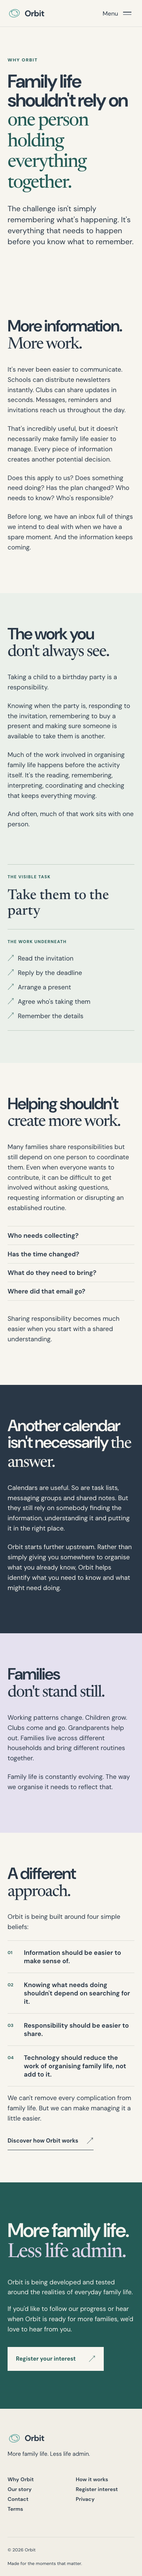 Orbit
Menu
WHY ORBIT
Family life
shouldn't rely on
one person
holding
everything
together.
The challenge isn't simply
remembering what's happening. It's
everything that needs to happen
before you know what to remember.
More information.
More work.
It's never been easier to communicate.
Schools can distribute newsletters
instantly. Clubs can share updates in
seconds. Messages, reminders and
invitations reach us throughout the day.
That's incredibly useful, but it doesn't
necessarily make family life easier to
manage. Every piece of information
creates another potential decision.
Does this apply to us? Does something
need doing? Has the plan changed? Who
needs to know? Who's responsible?
Before long, we have an inbox full of things
we intend to deal with when we have a
spare moment. And the information keeps
coming.
The work you
don't always see.
Taking a child to a birthday party is a
responsibility.
Knowing when the party is, responding to
the invitation, remembering to buy a
present and making sure someone is
available to take them is another.
Much of the work involved in organising
family life happens before the activity
itself. It's the reading, remembering,
interpreting, coordinating and checking
that keeps everything moving.
And often, much of that work sits with one
person.
THE VISIBLE TASK
Take them to the
party
THE WORK UNDERNEATH
Read the invitation
Reply by the deadline
Arrange a present
Agree who's taking them
Remember the details
Helping shouldn't
create more work.
Many families share responsibilities but
still depend on one person to coordinate
them. Even when everyone wants to
contribute, it can be difficult to get
involved without asking questions,
requesting information or disrupting an
established routine.
Who needs collecting?
Has the time changed?
What do they need to bring?
Where did that email go?
Sharing responsibility becomes much
easier when you start with a shared
understanding.
Another calendar
isn't necessarily the
answer.
Calendars are useful. So are task lists,
messaging groups and shared notes. But
they still rely on somebody finding the
information, understanding it and putting
it in the right place.
Orbit starts further upstream. Rather than
simply giving you somewhere to organise
what you already know, Orbit helps
identify what you need to know and what
might need doing.
Families
don't stand still.
Working patterns change. Children grow.
Clubs come and go. Grandparents help
out. Families live across different
households and bring different routines
together.
Family life is constantly evolving. The way
we organise it needs to reflect that.
A different
approach.
Orbit is being built around four simple
beliefs:
01 Information should be easier to
make sense of.
02 Knowing what needs doing
shouldn't depend on searching for
it.
03 Responsibility should be easier to
share.
04 Technology should reduce the
work of organising family life, not
add to it.
We can't remove every complication from
family life. But we can make managing it a
little easier.
Discover how Orbit works
More family life.
Less life admin.
Orbit is being developed and tested
around the realities of everyday family life.
If you'd like to follow our progress or hear
when Orbit is ready for more families, we'd
love to hear from you.
Register your interest
Orbit
More family life. Less life admin.
Why Orbit
How it works
Our story
Register interest
Contact
Privacy
Terms
© 2026 Orbit
Made for the moments that matter.